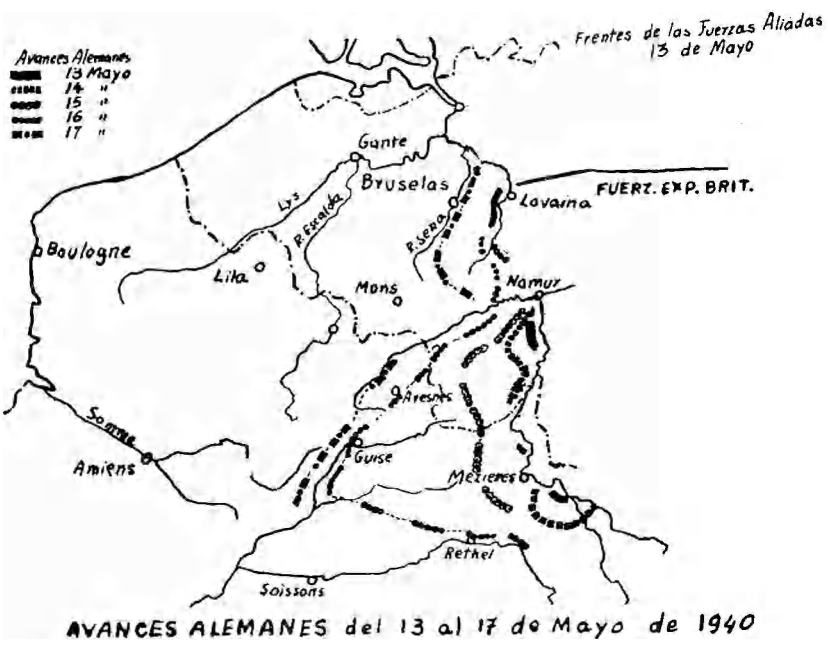 Frentes de las Fuerzas Aliadas
13 de Mayo
Avances Alemanes
13 Mayo
14 "
15 "
16 "
17 "
Gante
Bruselas
Lovaina
FUERZ. EXP. BRIT.
Lys
R. Escalda
R. Sena
Boulogne
Lila
Mons
Namur
Avesnes
Somme
Amiens
Guise
Mezieres
Rethel
Soissons
AVANCES ALEMANES del 13 al 17 de Mayo de 1940